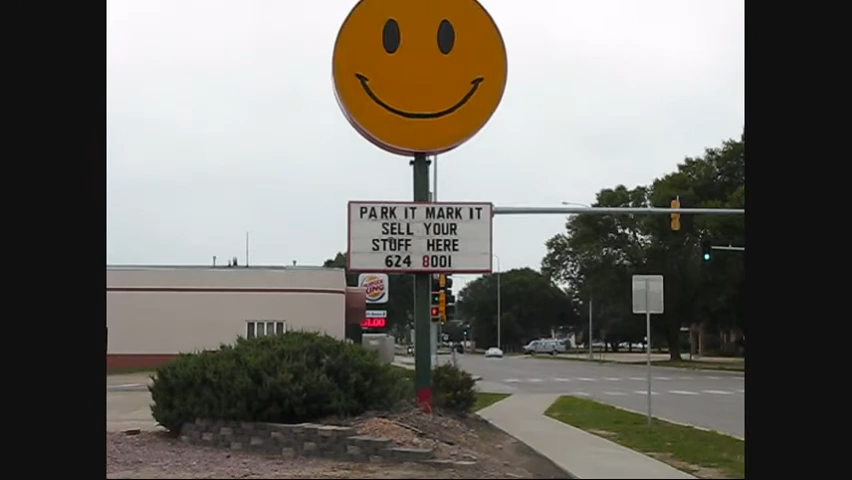 PARK IT MARK IT
SELL YOUR
STUFF HERE
624 8001
BURGER
KING